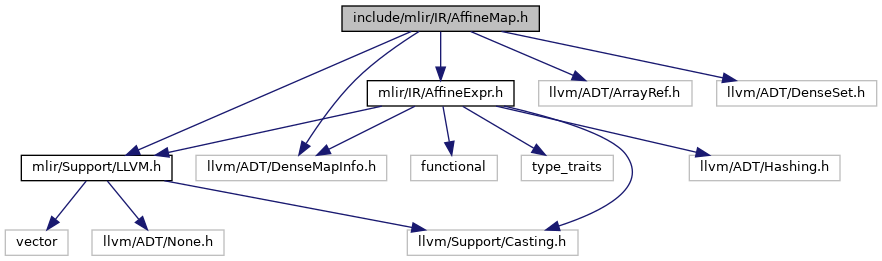 include/mlir/IR/AffineMap.h
mlir/IR/AffineExpr.h
llvm/ADT/ArrayRef.h
llvm/ADT/DenseSet.h
mlir/Support/LLVM.h
llvm/ADT/DenseMapInfo.h
functional
type_traits
llvm/ADT/Hashing.h
vector
llvm/ADT/None.h
llvm/Support/Casting.h